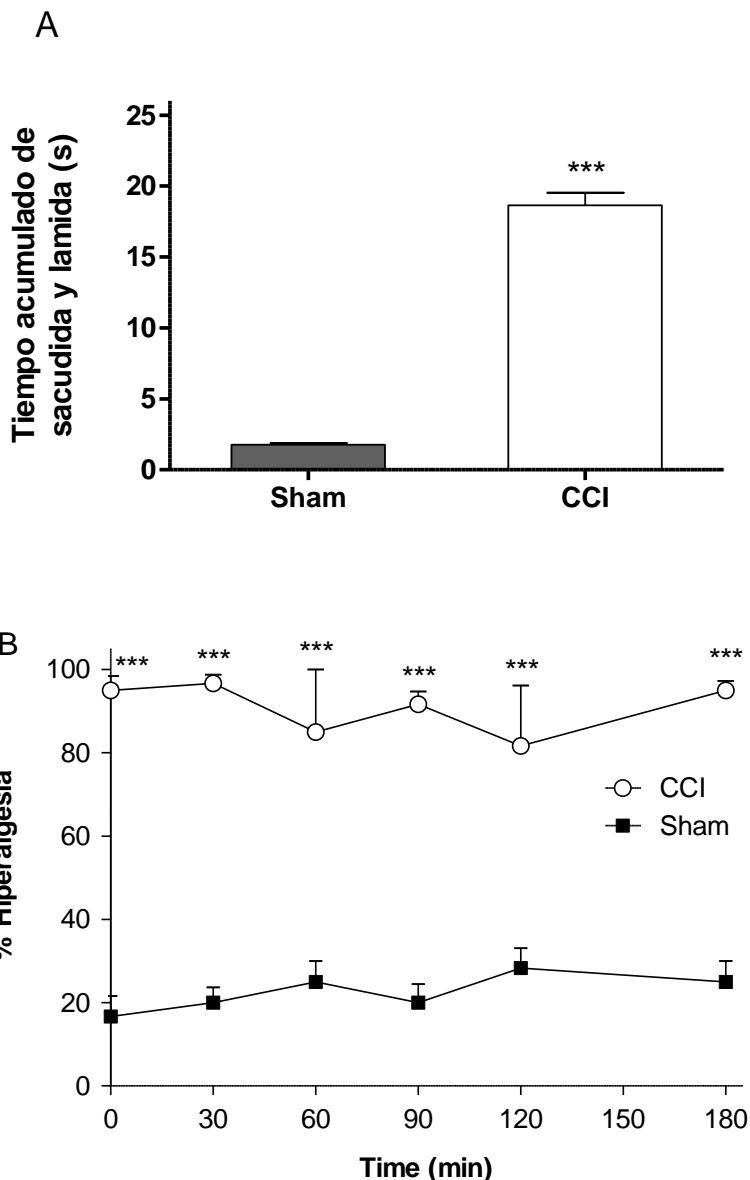 A
Tiempo acumulado de
sacudida y lamida (s)
25
20
15
10
5
0
***
Sham
CCI
B
% Hiperalgesia
100
80
60
40
20
0
***
***
***
***
***
***
CCI
Sham
0
30
60
90
120
150
180
Time (min)